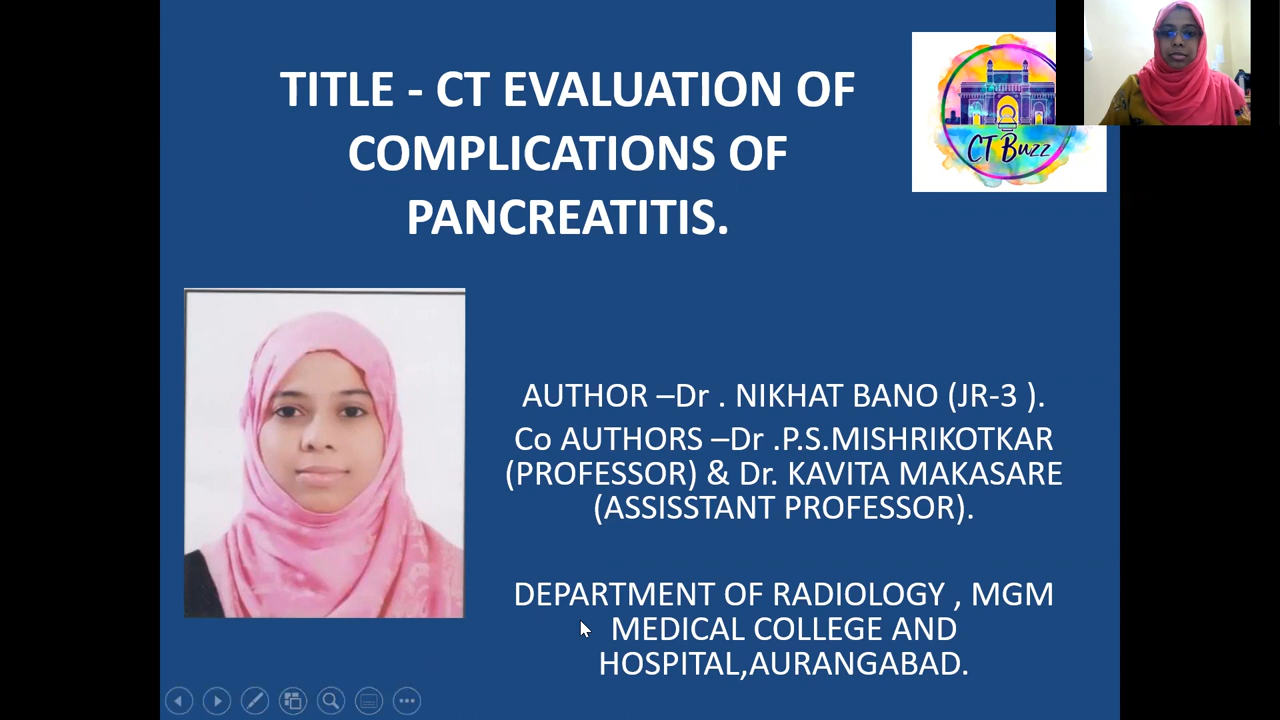 TITLE - CT EVALUATION OF
COMPLICATIONS OF
PANCREATITIS.
CT Buzz
AUTHOR –Dr . NIKHAT BANO (JR-3 ).
Co AUTHORS –Dr .P.S.MISHRIKOTKAR
(PROFESSOR) & Dr. KAVITA MAKASARE
(ASSISSTANT PROFESSOR).
DEPARTMENT OF RADIOLOGY , MGM
MEDICAL COLLEGE AND
HOSPITAL,AURANGABAD.